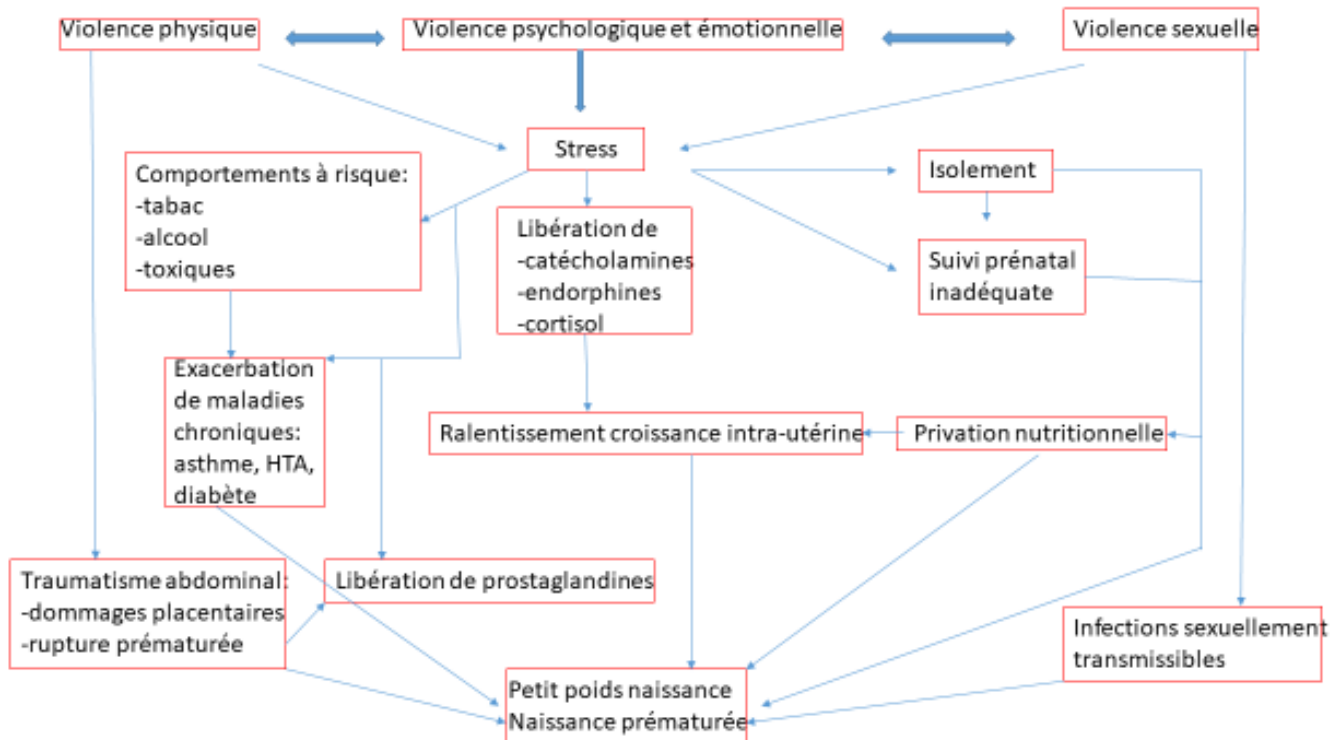 Violence physique
Violence psychologique et émotionnelle
Violence sexuelle
Stress
Comportements à risque:
-tabac
-alcool
-toxiques
Libération de
-catécholamines
-endorphines
-cortisol
Isolement
Suivi prénatal
inadéquate
Exacerbation
de maladies
chroniques:
asthme, HTA,
diabète
Ralentissement croissance intra-utérine
Privation nutritionnelle
Traumatisme abdominal:
-dommages placentaires
-rupture prématurée
Libération de prostaglandines
Infections sexuellement
transmissibles
Petit poids naissance
Naissance prématurée